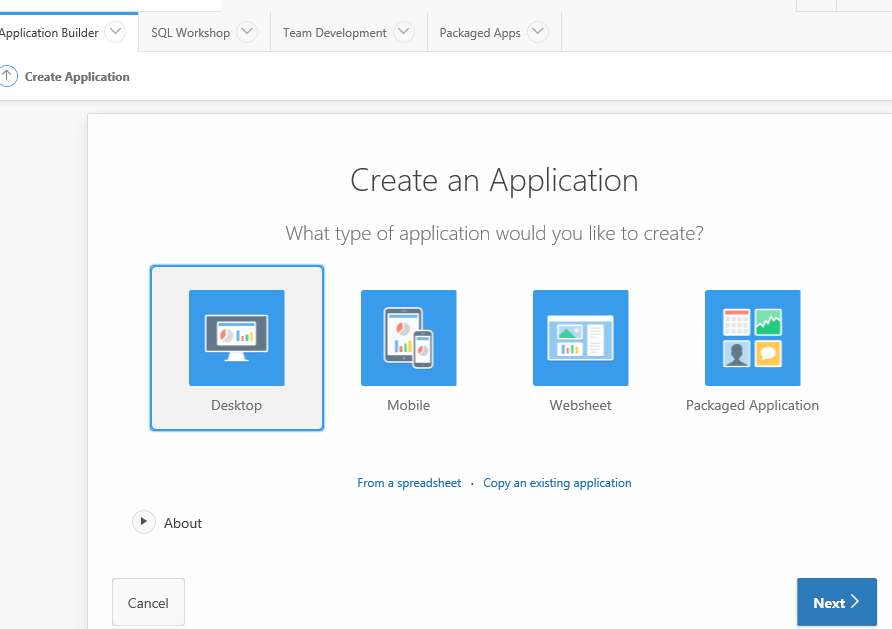 Application Builder SQL Workshop Team Development Packaged Apps
Create Application
Create an Application
What type of application would you like to create?
Desktop Mobile Websheet Packaged Application
From a spreadsheet · Copy an existing application
About
Cancel Next